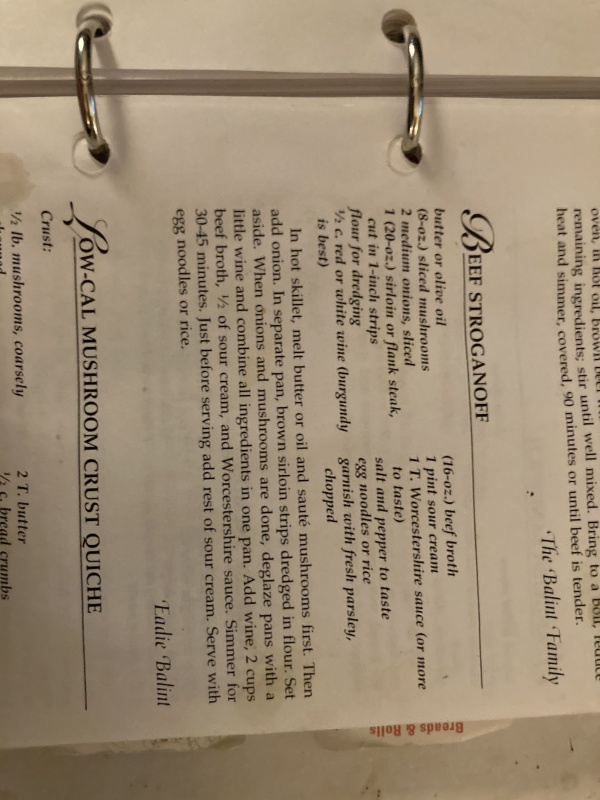 oven, in hot oil, brown beef
remaining ingredients; stir until well mixed. Bring to a boil, reduce
heat and simmer, covered, 90 minutes or until beef is tender.
The Balint Family
BEEF STROGANOFF
butter or olive oil
(8-oz.) sliced mushrooms
2 medium onions, sliced
1 (20-oz.) sirloin or flank steak,
cut in 1-inch strips
flour for dredging
½ c. red or white wine (burgundy
is best)
(16-oz.) beef broth
1 pint sour cream
1 T. Worcestershire sauce (or more
to taste)
salt and pepper to taste
egg noodles or rice
garnish with fresh parsley,
chopped
In hot skillet, melt butter or oil and sauté mushrooms first. Then
add onion. In separate pan, brown sirloin strips dredged in flour. Set
aside. When onions and mushrooms are done, deglaze pans with a
little wine and combine all ingredients in one pan. Add wine, 2 cups
beef broth, ½ of sour cream, and Worcestershire sauce. Simmer for
30-45 minutes. Just before serving add rest of sour cream. Serve with
egg noodles or rice.
Eadie Balint
LOW-CAL MUSHROOM CRUST QUICHE
Crust:
½ lb. mushrooms, coarsely
2 T. butter
½ c. bread crumbs
Breads & Rolls